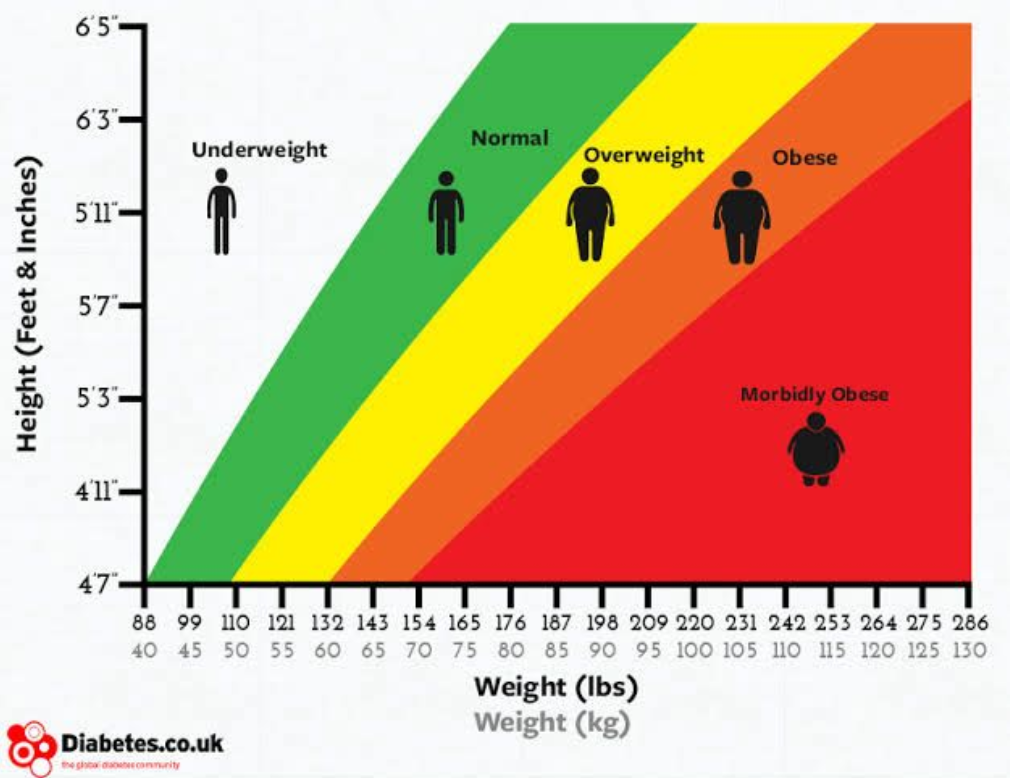 6'5"
6'3"
5'11"
5'7"
5'3"
4'11"
4'7"
Height (Feet & Inches)
Underweight
Normal
Overweight
Obese
Morbidly Obese
88 99 110 121 132 143 154 165 176 187 198 209 220 231 242 253 264 275 286
40 45 50 55 60 65 70 75 80 85 90 95 100 105 110 115 120 125 130
Weight (lbs)
Weight (kg)
Diabetes.co.uk
the global diabetes community